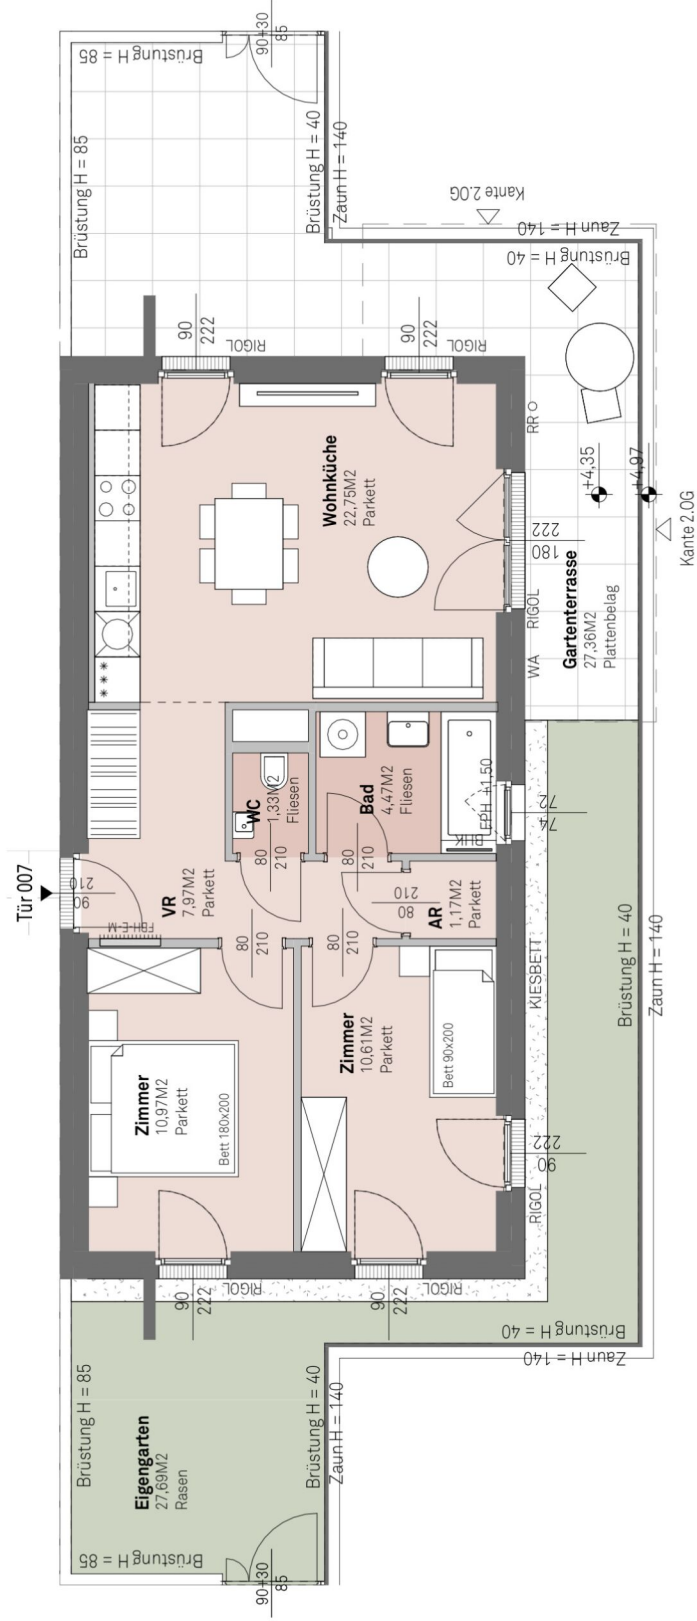 90+30
85
Brüstung H = 85
Brüstung H = 85
Brüstung H = 40
Zaun H = 140
Kante 2.OG
Zaun H = 140
Brüstung H = 40
90
222
RIGOL
90
222
RIGOL
Wohnküche
22,75M2
Parkett
RR
+4,35
+4,97
Kante 2.OG
180
222
RIGOL
WA
Gartenterrasse
27,36M2
Plattenbelag
WC
1,33M2
Fliesen
Bad
4,47M2
Fliesen
BHK
FPH +1,50
74
72
Tür 007
90
210
FBH-E-M
VR
7,97M2
Parkett
80
210
80
210
80
210
80
210
80
210
AR
1,17M2
Parkett
KIESBETT
Brüstung H = 40
Zaun H = 140
Zimmer
10,97M2
Parkett
Bett 180x200
Zimmer
10,61M2
Parkett
Bett 90x200
90
222
RIGOL
90
222
RIGOL
90
222
RIGOL
Brüstung H = 40
Zaun H = 140
Brüstung H = 85
Eigengarten
27,69M2
Rasen
Brüstung H = 40
Zaun H = 140
Brüstung H = 85
90+30
85